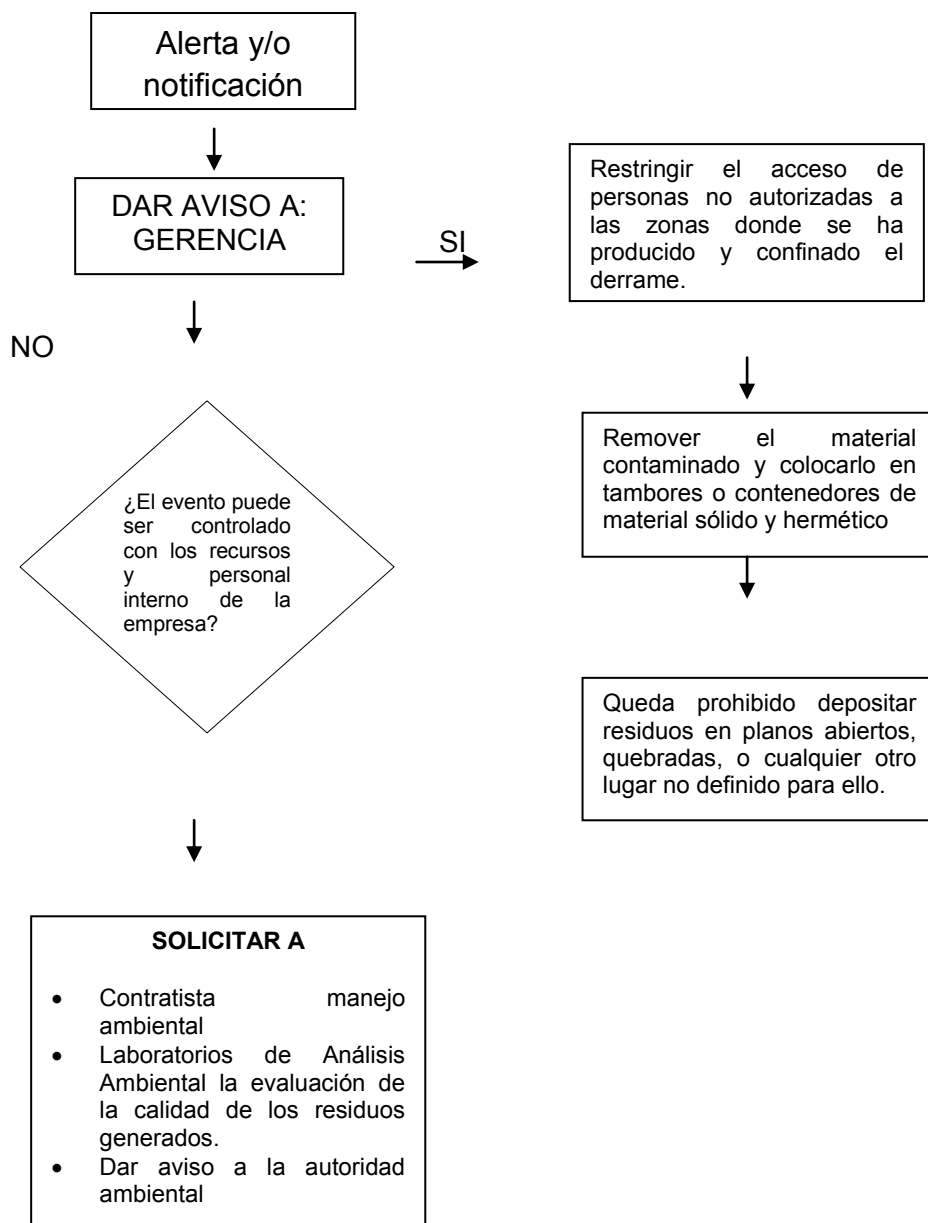 Alerta y/o
notificación
DAR AVISO A:
GERENCIA
SI
NO
¿El evento puede
ser controlado
con los recursos
y personal
interno de la
empresa?
SOLICITAR A
• Contratista manejo
ambiental
• Laboratorios de Análisis
Ambiental la evaluación de
la calidad de los residuos
generados.
• Dar aviso a la autoridad
ambiental
Restringir el acceso de
personas no autorizadas a
las zonas donde se ha
producido y confinado el
derrame.
Remover el material
contaminado y colocarlo en
tambores o contenedores de
material sólido y hermético
Queda prohibido depositar
residuos en planos abiertos,
quebradas, o cualquier otro
lugar no definido para ello.